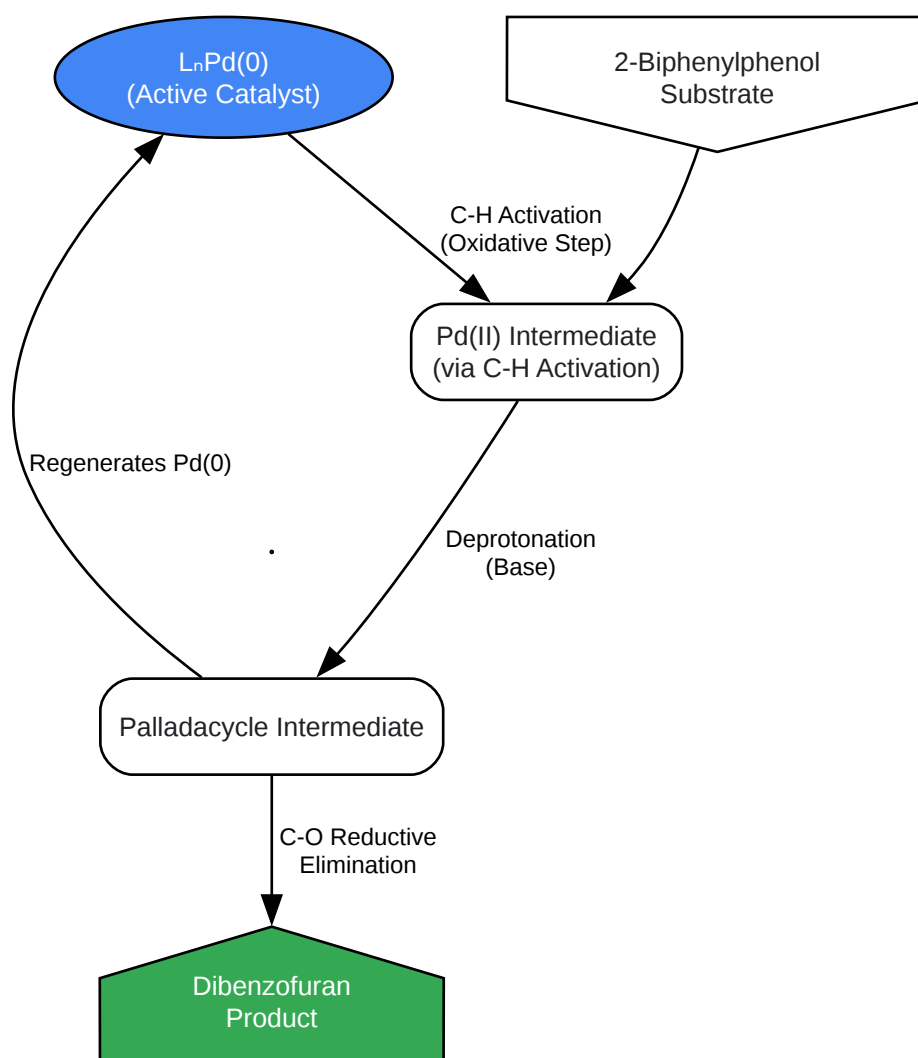 LₙPd(0)
(Active Catalyst)
2-Biphenylphenol
Substrate
C-H Activation
(Oxidative Step)
Pd(II) Intermediate
(via C-H Activation)
Regenerates Pd(0)
Deprotonation
(Base)
Palladacycle Intermediate
C-O Reductive
Elimination
Dibenzofuran
Product